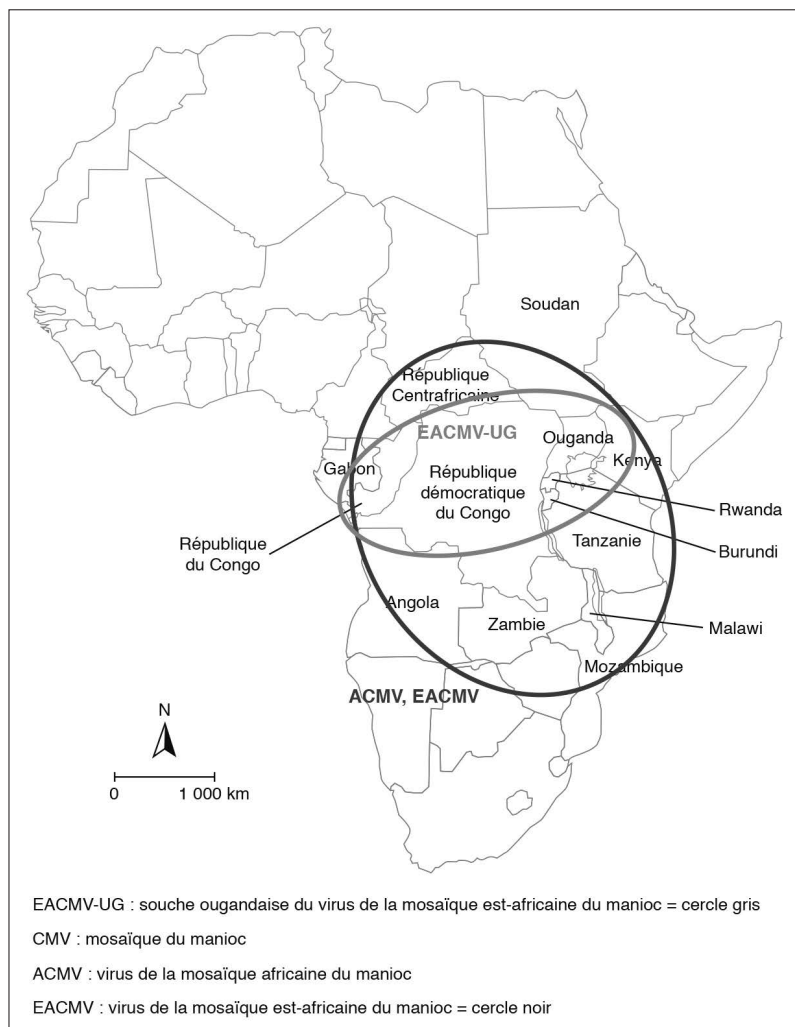 Soudan
République
Centrafricaine
EACMV-UG
Ouganda
Gabon
Kenya
République
démocratique
du Congo
Rwanda
République
du Congo
Tanzanie
Burundi
Angola
Zambie
Malawi
Mozambique
ACMV, EACMV
N
0 1 000 km
EACMV-UG : souche ougandaise du virus de la mosaïque est-africaine du manioc = cercle gris
CMV : mosaïque du manioc
ACMV : virus de la mosaïque africaine du manioc
EACMV : virus de la mosaïque est-africaine du manioc = cercle noir